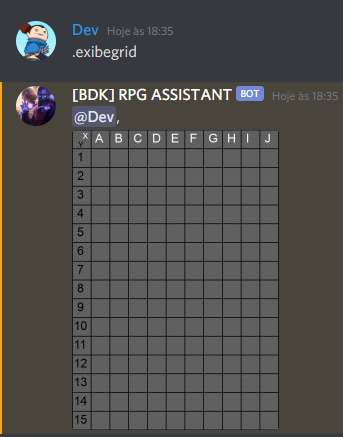 Dev Hoje às 18:35
.exibegrid
[BDK] RPG ASSISTANT BOT Hoje às 18:35
@Dev,
X A B C D E F G H I J
Y
1
2
3
4
5
6
7
8
9
10
11
12
13
14
15